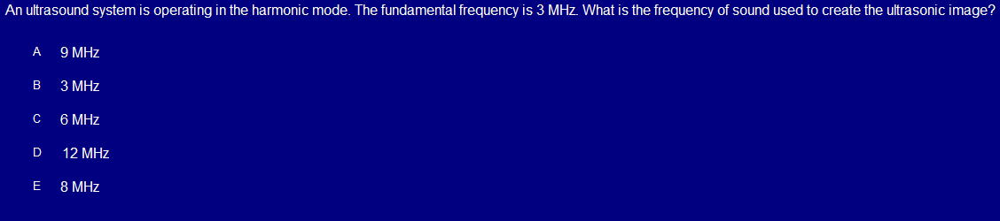 An ultrasound system is operating in the harmonic mode. The fundamental frequency is 3 MHz. What is the frequency of sound used to create the ultrasonic image?
A 9 MHz
B 3 MHz
C 6 MHz
D 12 MHz
E 8 MHz